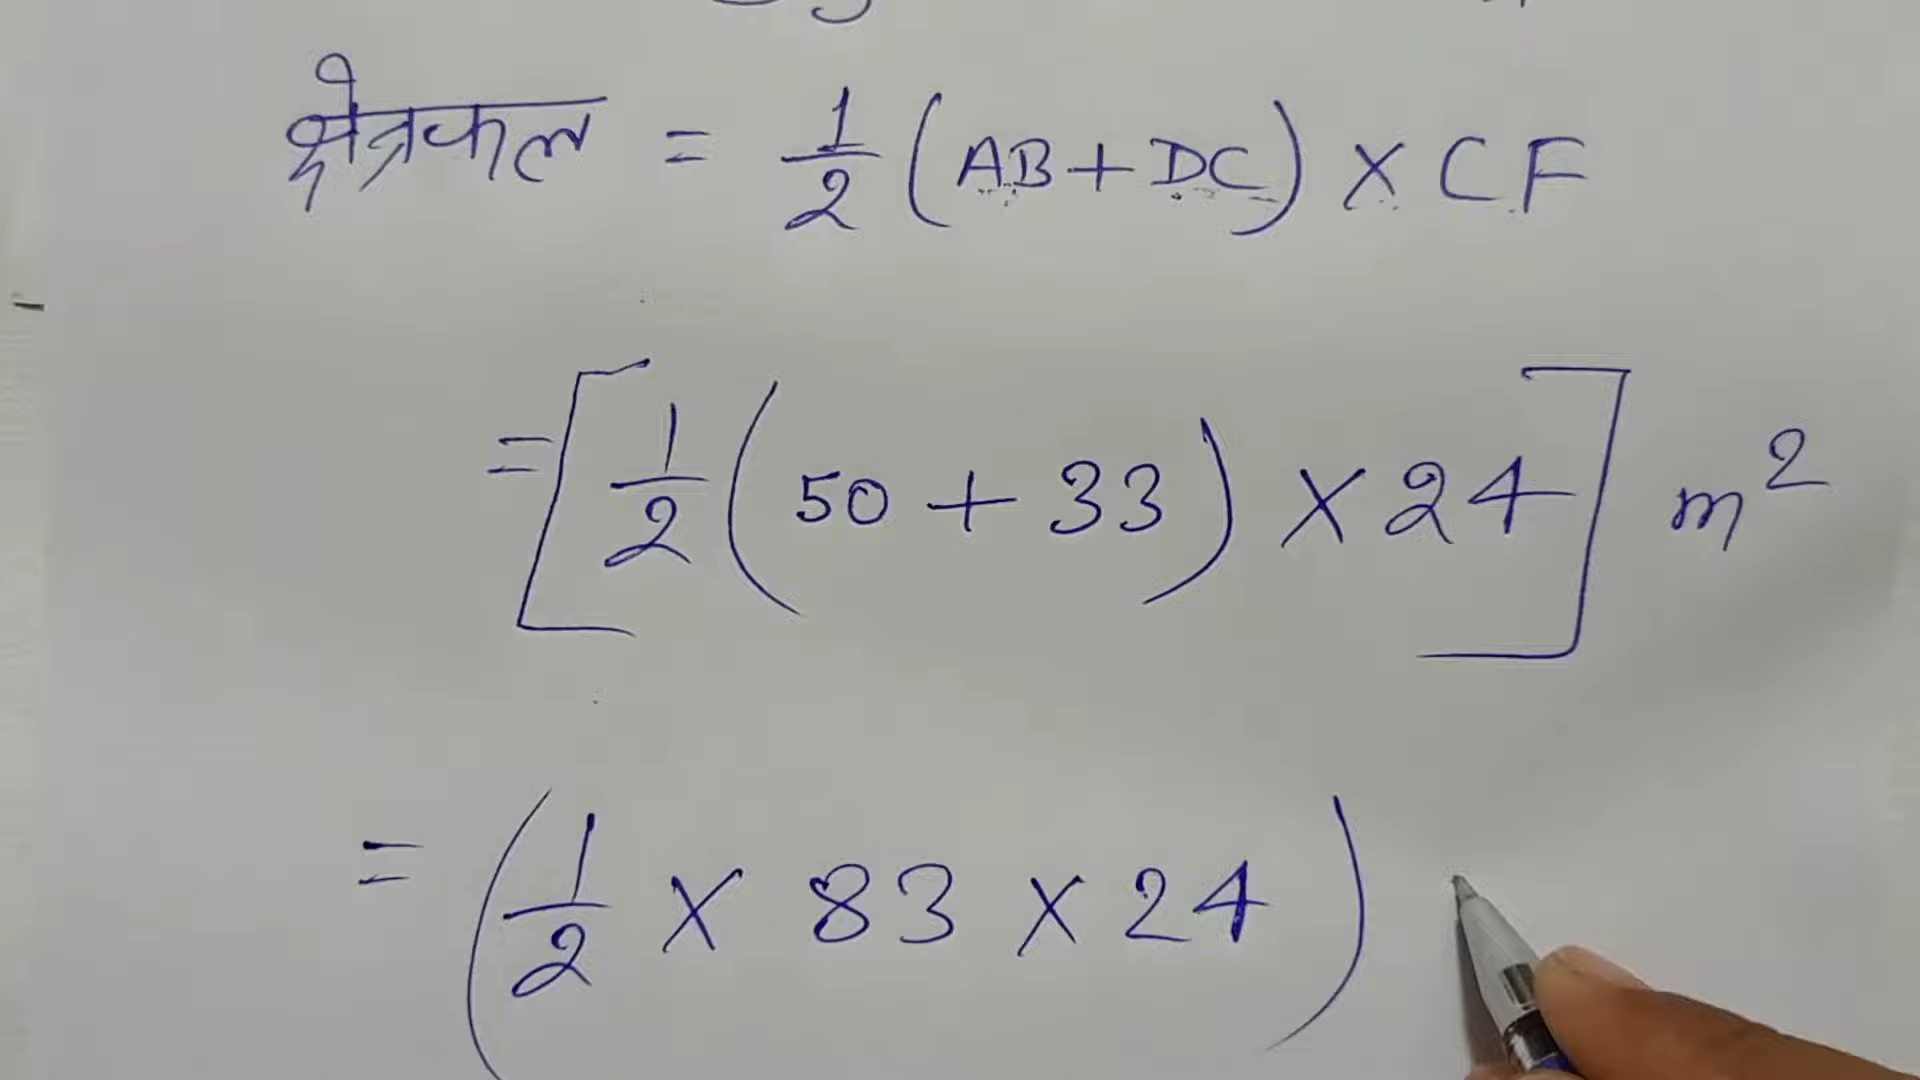 क्षेत्रफल = 1/2 (AB + DC) × CF
= [1/2 (50 + 33) × 24] m²
= (1/2 × 83 × 24)